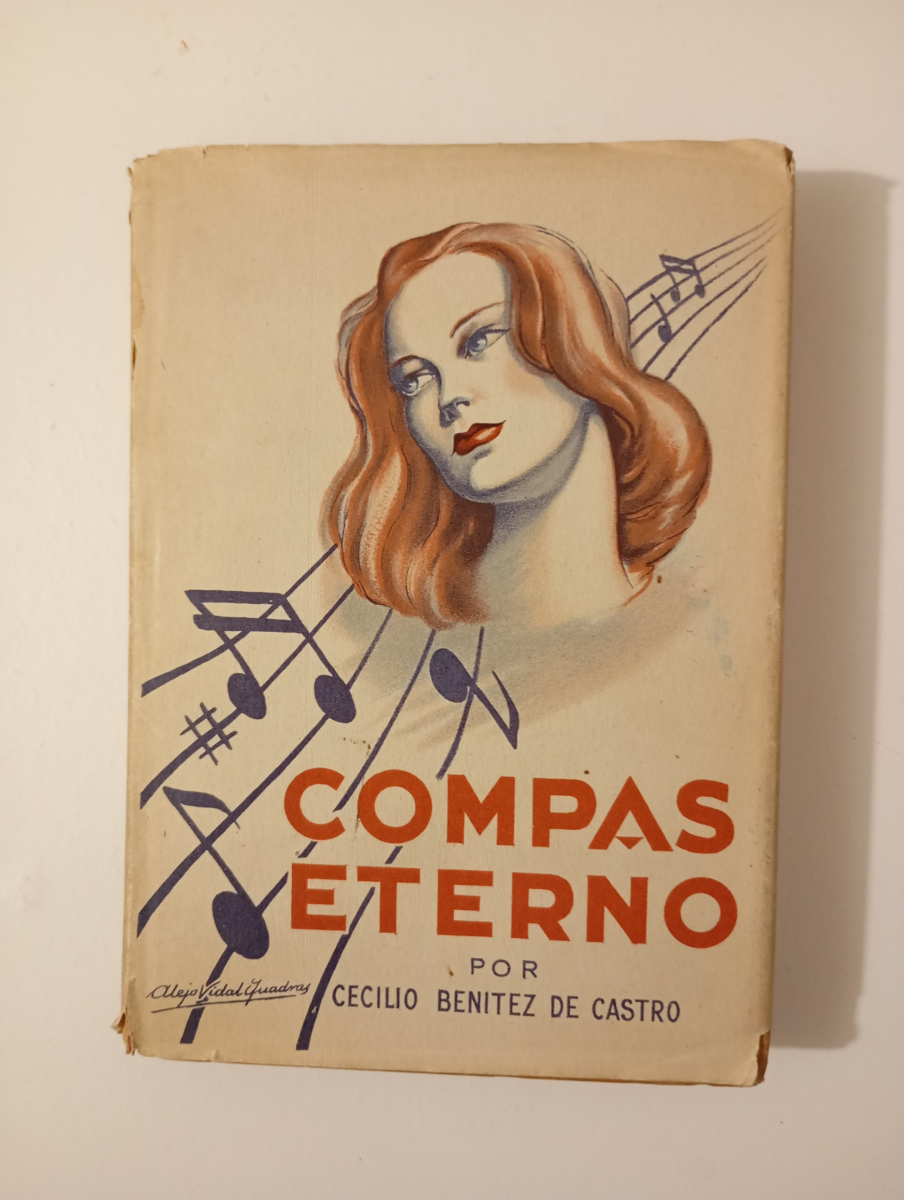 COMPAS
ETERNO
POR
CECILIO BENITEZ DE CASTRO
Alejo Vidal Quadras